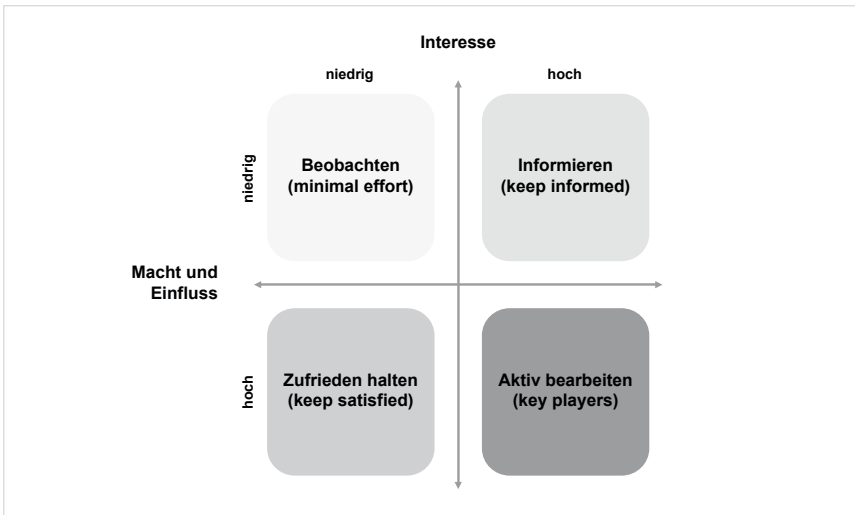 Interesse
niedrig
hoch
niedrig
Beobachten
(minimal effort)
Informieren
(keep informed)
Macht und
Einfluss
hoch
Zufrieden halten
(keep satisfied)
Aktiv bearbeiten
(key players)